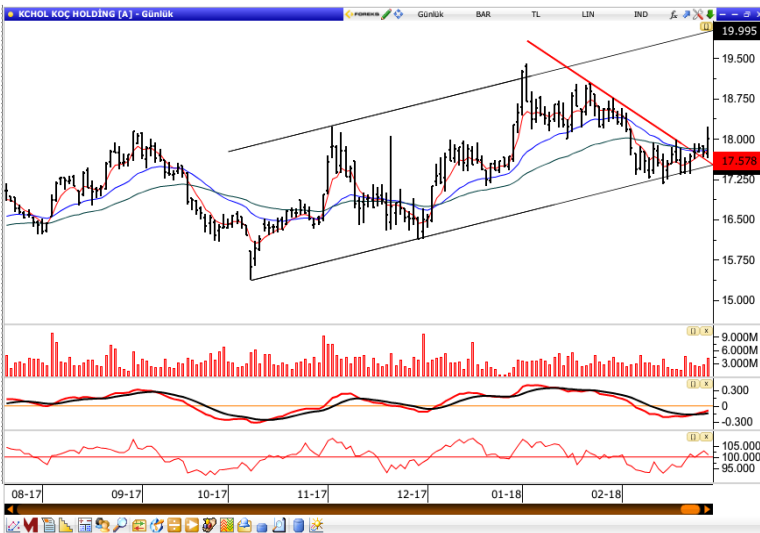 KCHOL KOÇ HOLDİNG [A] - Günlük
FOREKS
Günlük BAR TL LIN IND
19.995
19.500
18.750
18.000
17.578
17.250
16.500
15.750
15.000
9.000M
6.000M
3.000M
0.300
0
-0.300
105.000
100.000
95.000
08-17 09-17 10-17 11-17 12-17 01-18 02-18